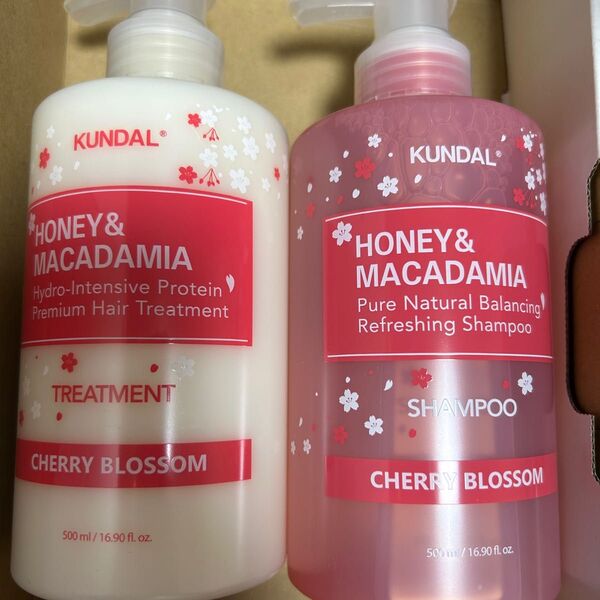 KUNDAL®
HONEY&
MACADAMIA
Hydro-Intensive Protein
Premium Hair Treatment
TREATMENT
CHERRY BLOSSOM
500 ml / 16.90 fl. oz.
KUNDAL®
HONEY&
MACADAMIA
Pure Natural Balancing
Refreshing Shampoo
SHAMPOO
CHERRY BLOSSOM
500 ml / 16.90 fl. oz.